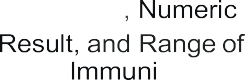 , Numeric
Result, and Range of
Immuni